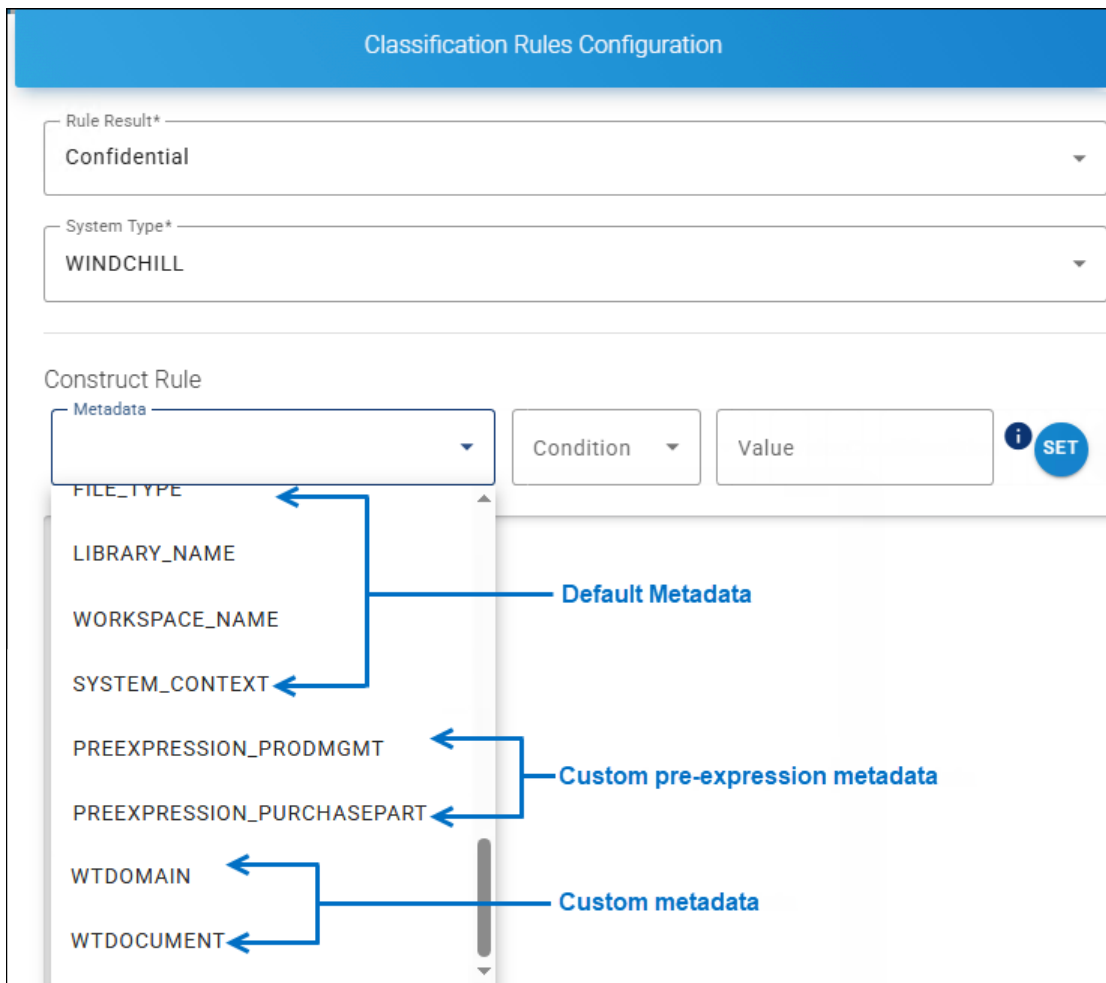 Classification Rules Configuration
Rule Result*
Confidential
System Type*
WINDCHILL
Construct Rule
Metadata
Condition
Value
i
SET
FILE_TYPE
LIBRARY_NAME
Default Metadata
WORKSPACE_NAME
SYSTEM_CONTEXT
PREEXPRESSION_PRODMGMT
Custom pre-expression metadata
PREEXPRESSION_PURCHASEPART
WTDOMAIN
Custom metadata
WTDOCUMENT